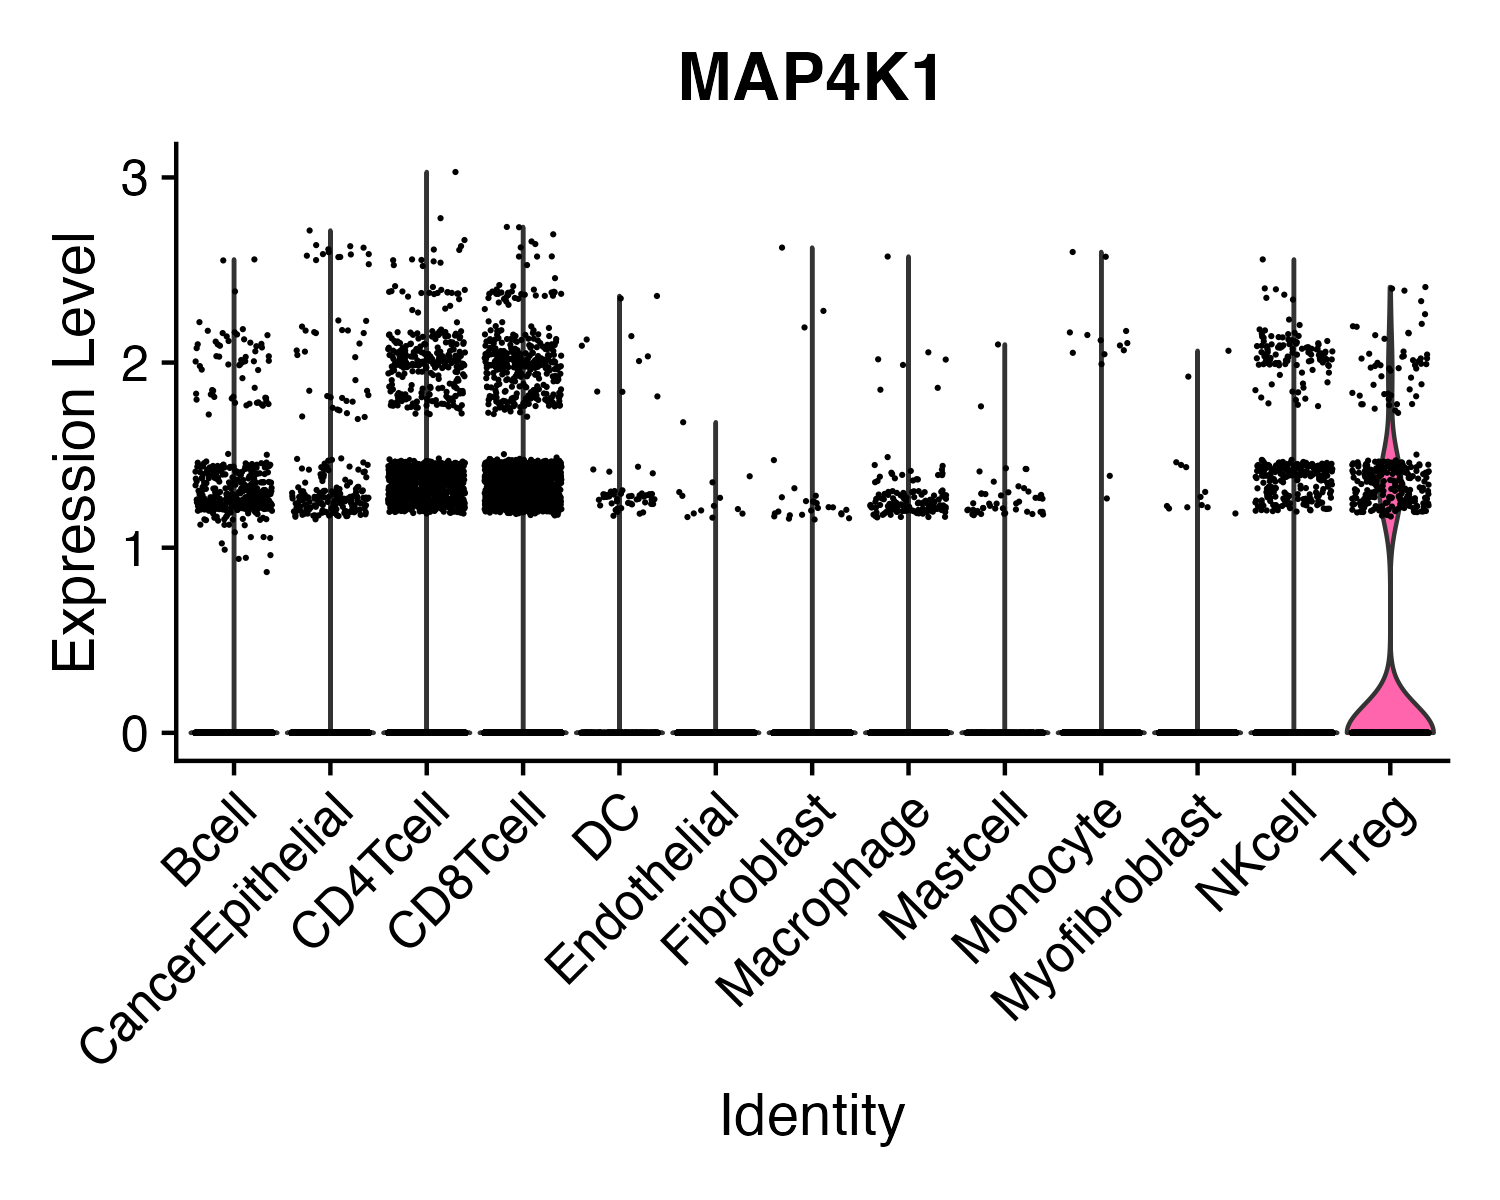 MAP4K1
Expression Level
3
2
1
0
Bcell
CancerEpithelial
CD4Tcell
CD8Tcell
DC
Endothelial
Fibroblast
Macrophage
Mastcell
Monocyte
Myofibroblast
NKcell
Treg
Identity